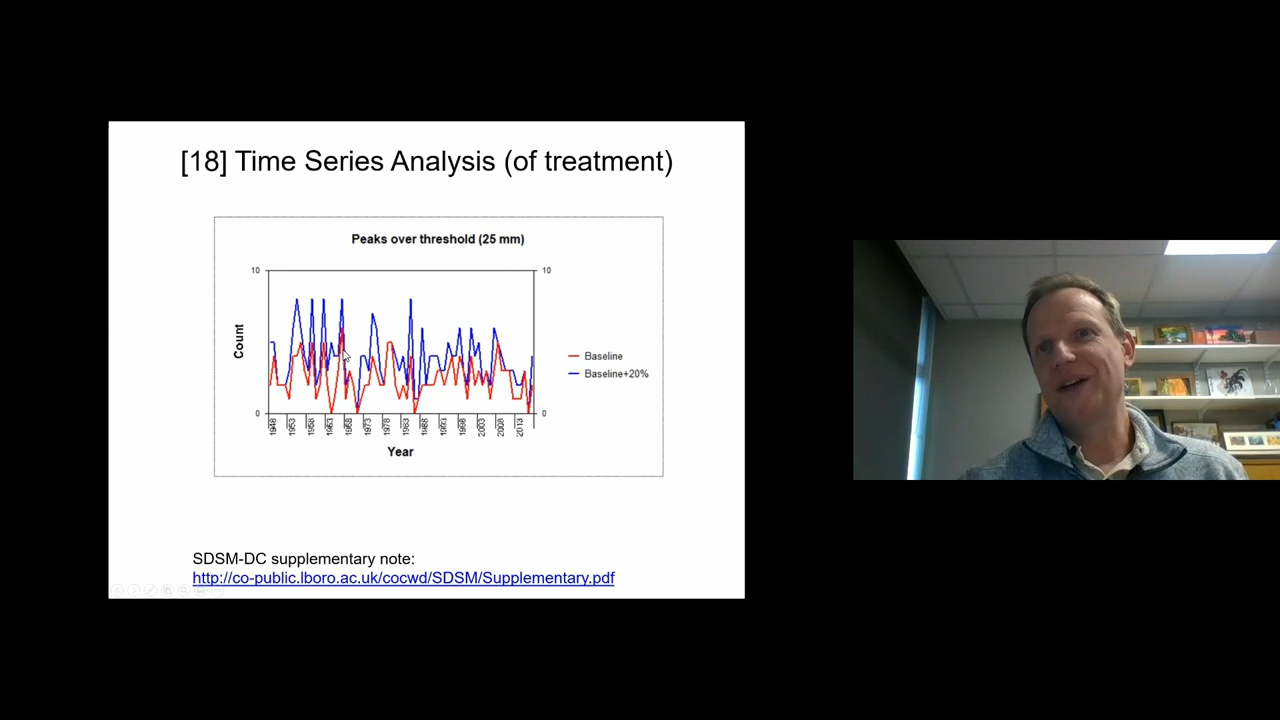 [18] Time Series Analysis (of treatment)
Peaks over threshold (25 mm)
10
10
Count
Baseline
Baseline+20%
0
0
1948 1953 1958 1963 1968 1973 1978 1983 1988 1993 1998 2003 2008 2013
Year
SDSM-DC supplementary note:
http://co-public.lboro.ac.uk/cocwd/SDSM/Supplementary.pdf